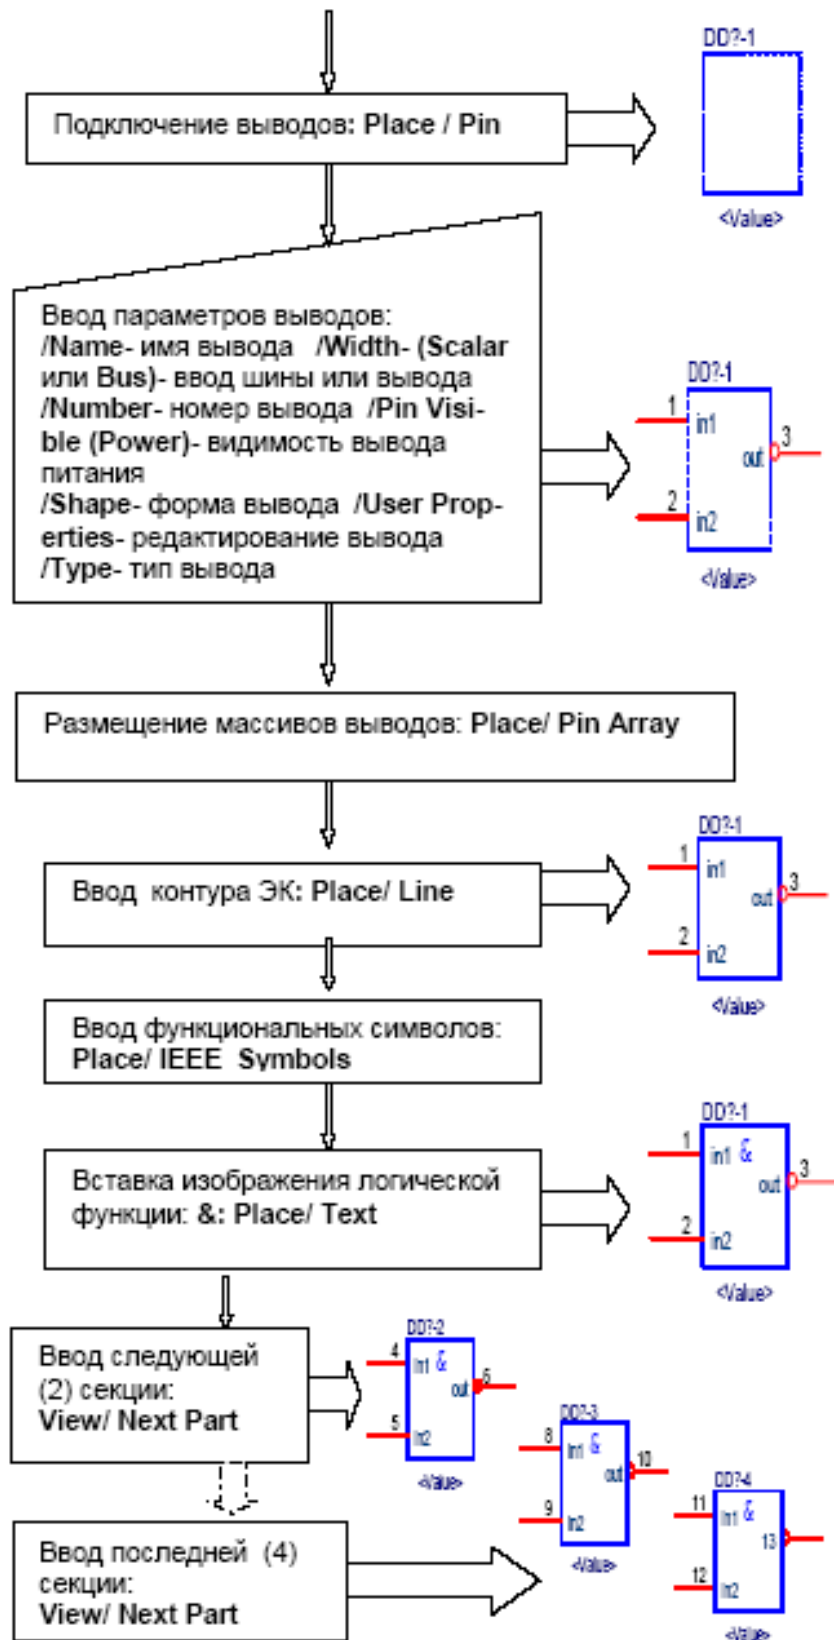 DD?-1
Подключение выводов: Place / Pin
<Value>
Ввод параметров выводов:
/Name- имя вывода /Width- (Scalar
или Bus)- ввод шины или вывода
/Number- номер вывода /Pin Visi-
ble (Power)- видимость вывода
питания
/Shape- форма вывода /User Prop-
erties- редактирование вывода
/Type- тип вывода
DD?-1
1
in1
3
out
2
in2
<Value>
Размещение массивов выводов: Place/ Pin Array
DD?-1
1
in1
3
out
2
in2
<Value>
Ввод контура ЭК: Place/ Line
Ввод функциональных символов:
Place/ IEEE Symbols
DD?-1
1
in1 &
3
out
2
in2
<Value>
Вставка изображения логической
функции: &: Place/ Text
Ввод следующей
(2) секции:
View/ Next Part
DD?-2
4
In1 &
6
out
5
In2
<Value>
DD?-3
8
In1 &
10
out
9
In2
<Value>
DD?-4
11
In1 &
13
12
In2
<Value>
Ввод последней (4)
секции:
View/ Next Part